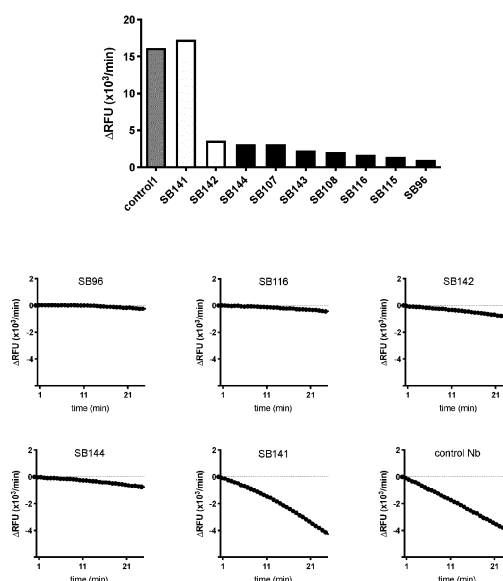 20
15
10
5
0
ΔRFU (x10³/min)
control1
SB141
SB142
SB144
SB107
SB143
SB108
SB116
SB115
SB96
SB96
2
0
-2
-4
ΔRFU (x10³/min)
1 11 21
time (min)
SB116
2
0
-2
-4
ΔRFU (x10³/min)
1 11 21
time (min)
SB142
2
0
-2
-4
ΔRFU (x10³/min)
1 11 21
time (min)
SB144
2
0
-2
-4
ΔRFU (x10³/min)
1 11 21
time (min)
SB141
2
0
-2
-4
ΔRFU (x10³/min)
1 11 21
time (min)
control Nb
2
0
-2
-4
ΔRFU (x10³/min)
1 11 21
time (min)